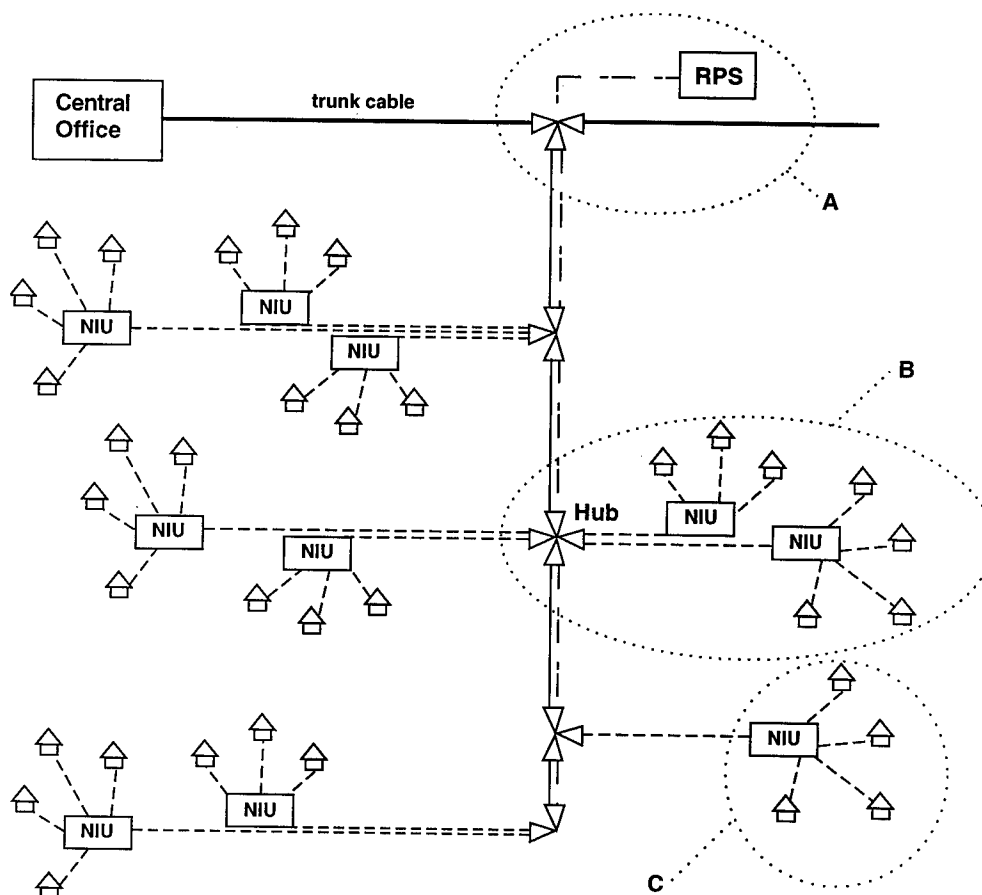 RPS
Central
Office
trunk cable
A
NIU
NIU
NIU
B
Hub
NIU
NIU
NIU
NIU
NIU
NIU
NIU
C